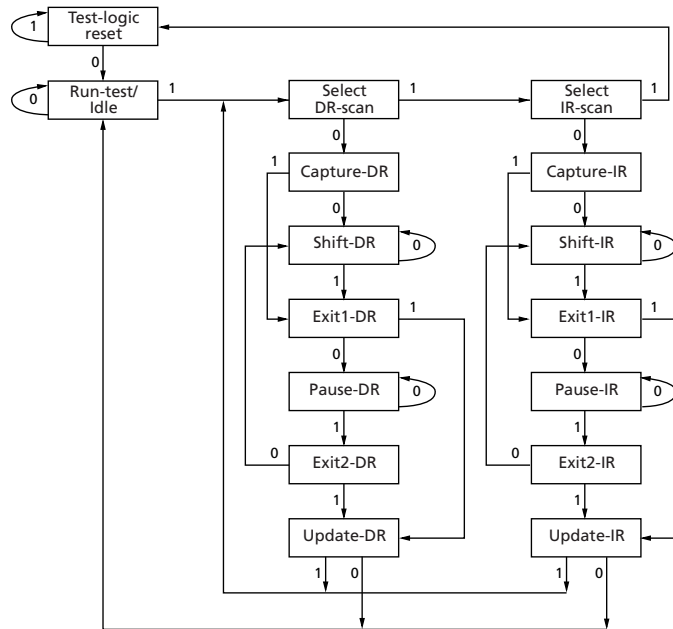 Test-logic
reset
1
0
Run-test/
Idle
0
1
Select
DR-scan
1
Select
IR-scan
1
0
0
1
Capture-DR
1
Capture-IR
0
0
Shift-DR
0
Shift-IR
0
1
1
Exit1-DR
1
Exit1-IR
1
0
0
Pause-DR
0
Pause-IR
0
1
1
0
Exit2-DR
0
Exit2-IR
1
1
Update-DR
Update-IR
1
0
1
0